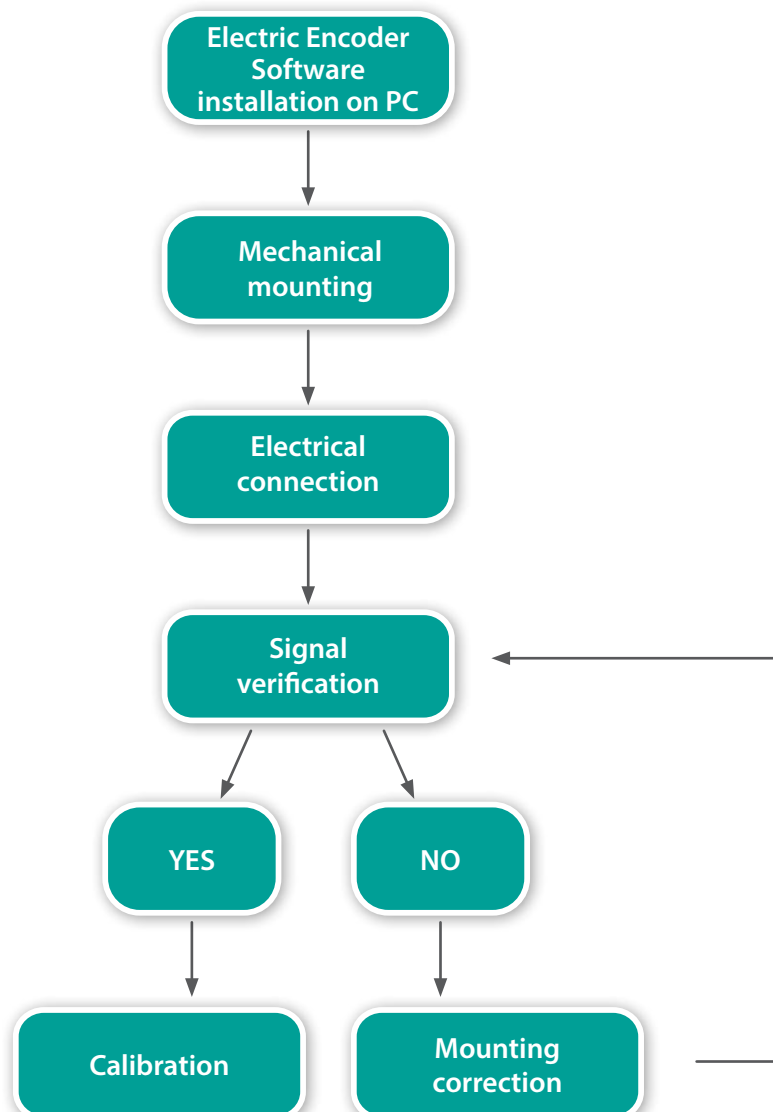 Electric Encoder
Software
installation on PC
Mechanical
mounting
Electrical
connection
Signal
verification
YES
NO
Calibration
Mounting
correction